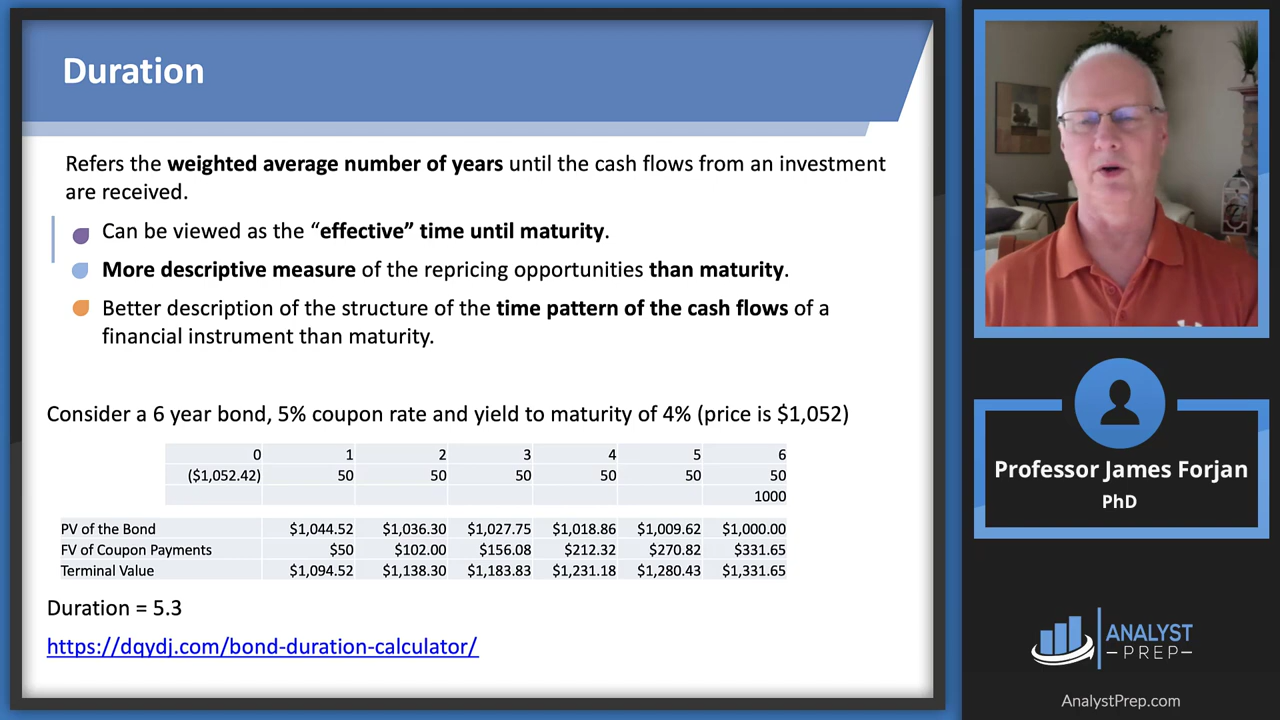 Duration
Refers the weighted average number of years until the cash flows from an investment
are received.
Can be viewed as the “effective” time until maturity.
More descriptive measure of the repricing opportunities than maturity.
Better description of the structure of the time pattern of the cash flows of a
financial instrument than maturity.
Consider a 6 year bond, 5% coupon rate and yield to maturity of 4% (price is $1,052)
0 1 2 3 4 5 6
($1,052.42) 50 50 50 50 50 50
1000
PV of the Bond $1,044.52 $1,036.30 $1,027.75 $1,018.86 $1,009.62 $1,000.00
FV of Coupon Payments $50 $102.00 $156.08 $212.32 $270.82 $331.65
Terminal Value $1,094.52 $1,138.30 $1,183.83 $1,231.18 $1,280.43 $1,331.65
Duration = 5.3
https://dqydj.com/bond-duration-calculator/
Professor James Forjan
PhD
ANALYST
PREP
AnalystPrep.com